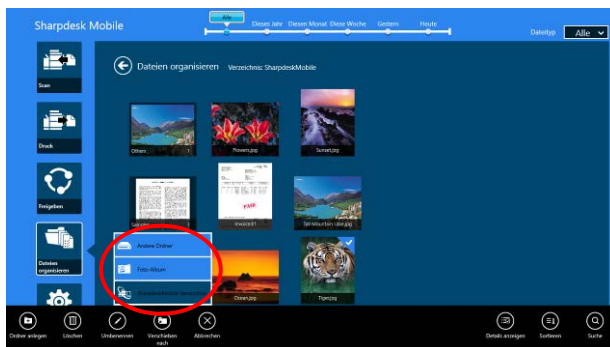 Sharpdesk Mobile
Alle
Dieses Jahr
Diesen Monat
Diese Woche
Gestern
Heute
Dateityp
Alle
Scan
Dateien organisieren
Verzeichnis: SharpdeskMobile
Druck
Others
1
Flowers.jpg
Sunset.jpg
Freigeben
PAID
Invoice01
Andere Ordner
Foto-Album
Dateien
organisieren
Ocean.jpg
Tiger.jpg
Ordner anlegen
Löschen
Umbenennen
Verschieben
nach
Abbrechen
Details anzeigen
Sortieren
Suche